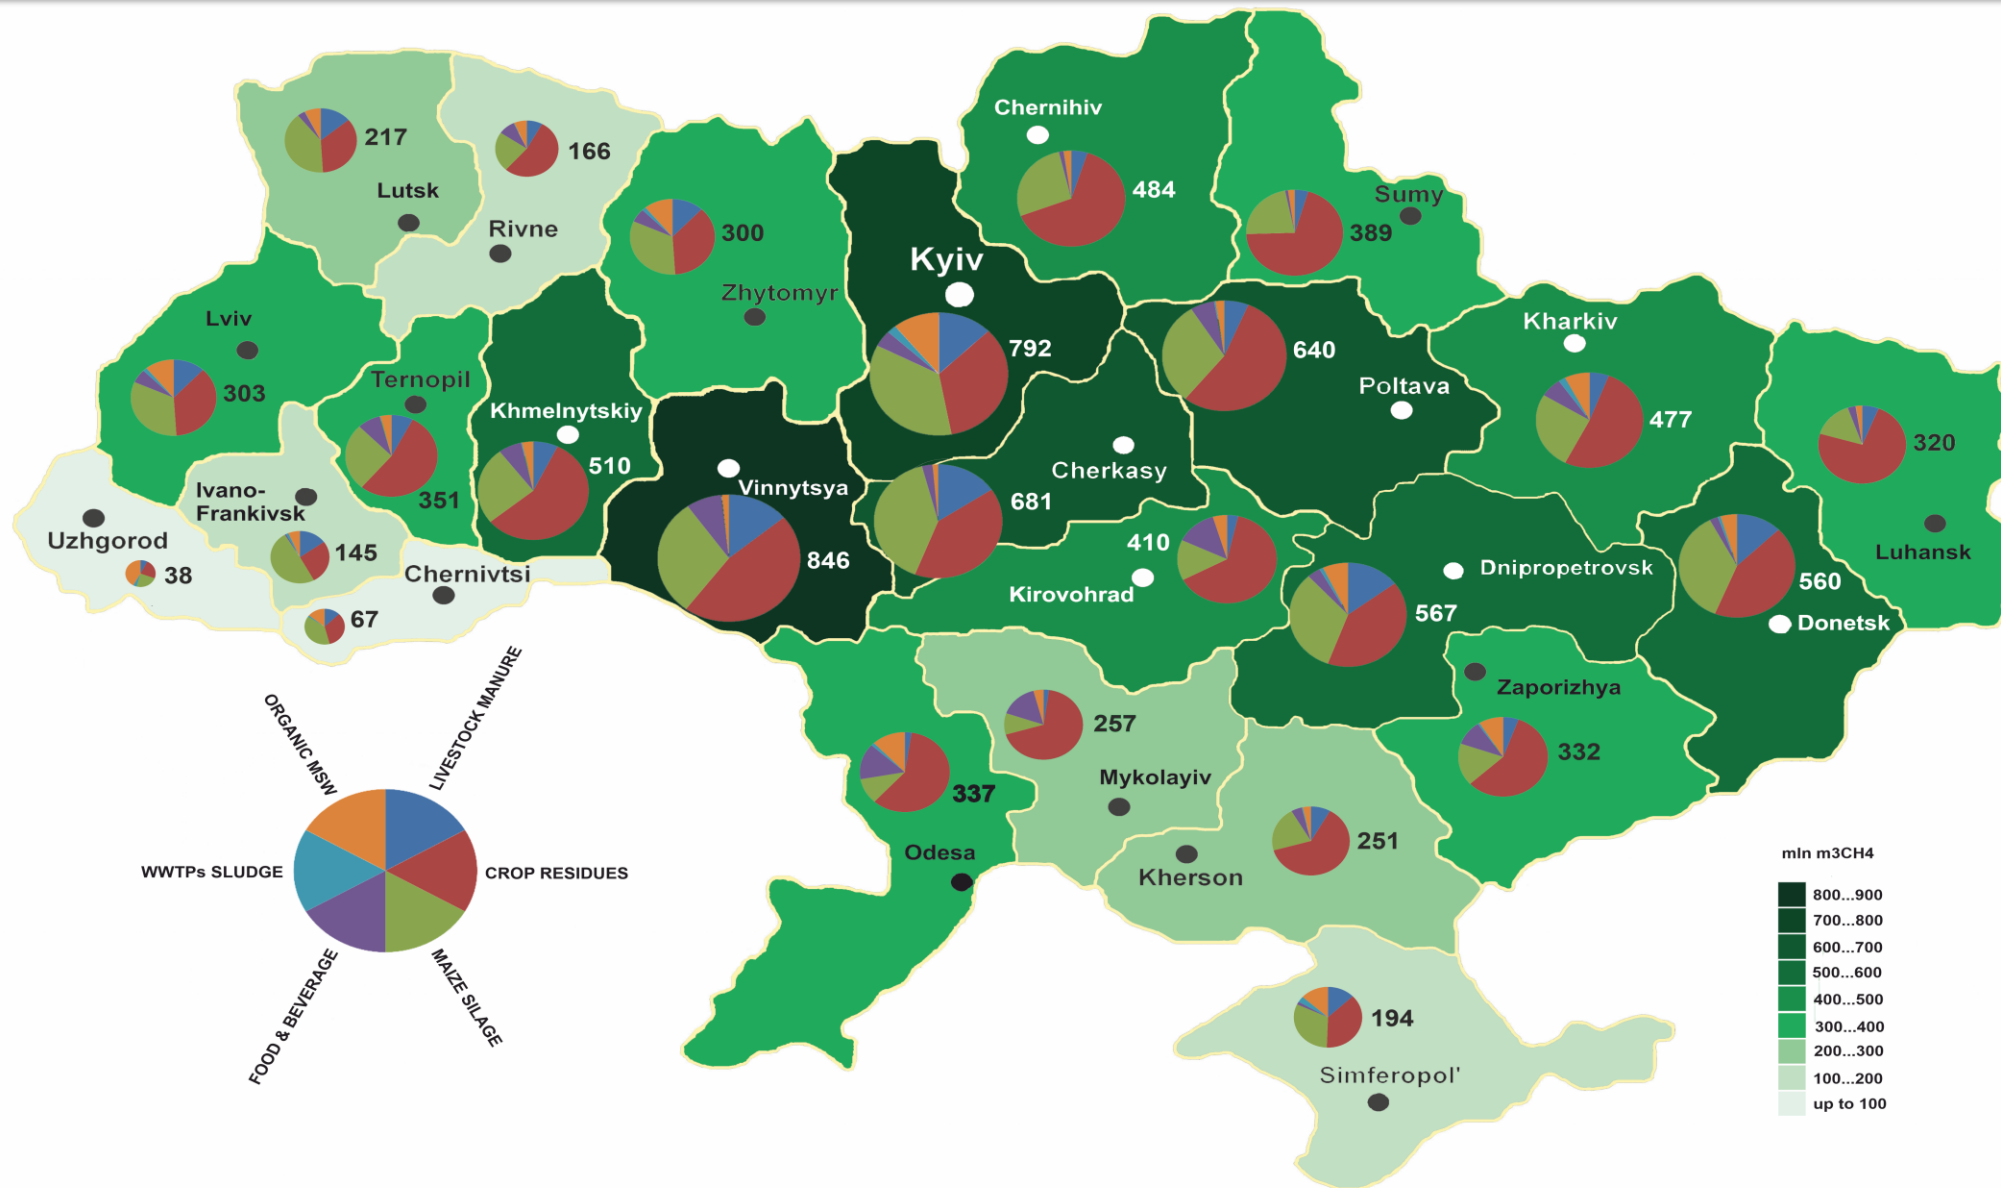 Chernihiv
484
217
Lutsk
166
Rivne
300
Zhytomyr
Kyiv
792
Sumy
389
Lviv
303
Ternopil
351
Khmelnytskiy
510
640
Poltava
Kharkiv
477
320
Luhansk
Ivano-
Frankivsk
145
Uzhgorod
38
Chernivtsi
67
Vinnytsya
846
Cherkasy
681
410
Kirovohrad
Dnipropetrovsk
567
560
Donetsk
Zaporizhya
332
257
Mykolayiv
337
Odesa
251
Kherson
194
Simferopol'
ORGANIC MSW
LIVESTOCK MANURE
WWTPs SLUDGE
CROP RESIDUES
FOOD & BEVERAGE
MAIZE SILAGE
mln m3CH4
800...900
700...800
600...700
500...600
400...500
300...400
200...300
100...200
up to 100